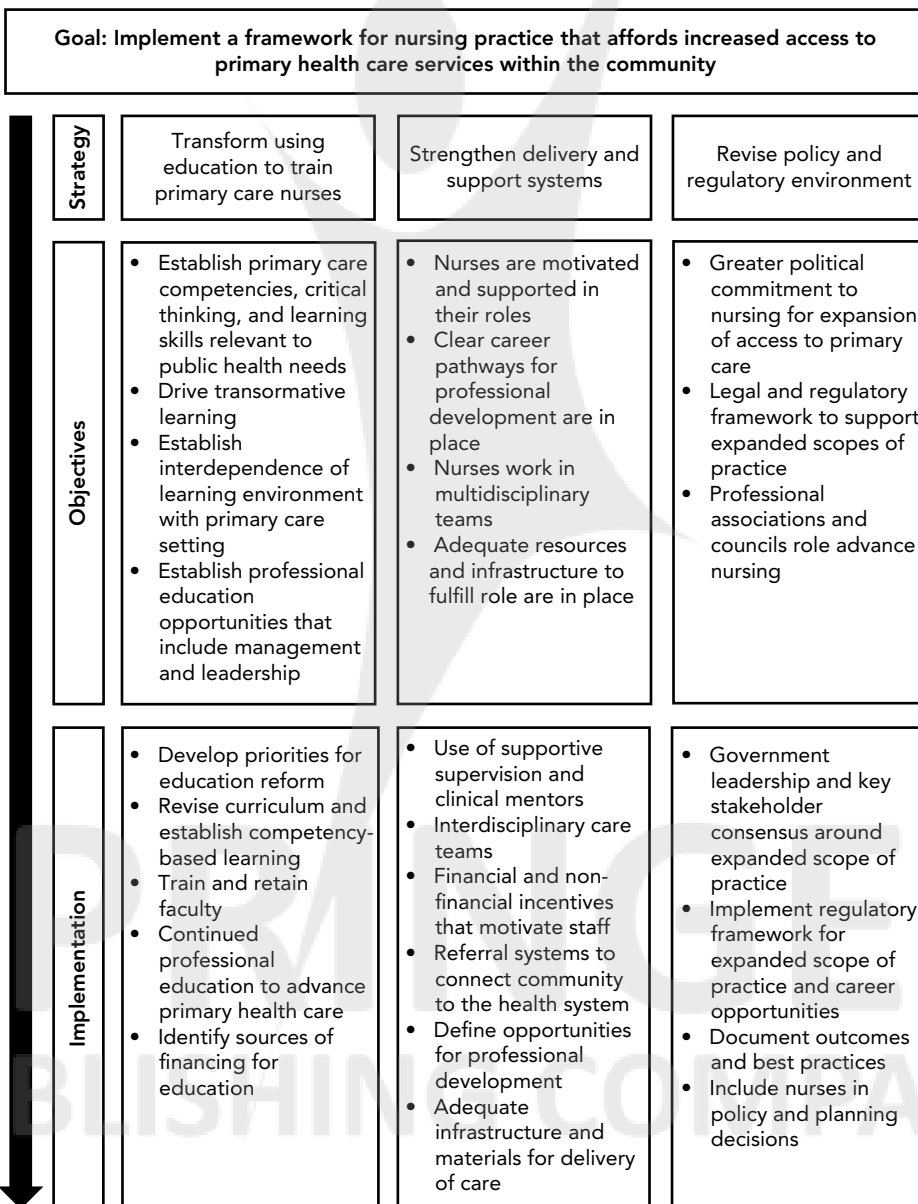 Goal: Implement a framework for nursing practice that affords increased access to
primary health care services within the community
Strategy
Transform using
education to train
primary care nurses
Strengthen delivery and
support systems
Revise policy and
regulatory environment
Objectives
• Establish primary care
competencies, critical
thinking, and learning
skills relevant to
public health needs
• Drive transormative
learning
• Establish
interdependence of
learning environment
with primary care
setting
• Establish professional
education
opportunities that
include management
and leadership
• Nurses are motivated
and supported in
their roles
• Clear career
pathways for
professional
development are in
place
• Nurses work in
multidisciplinary
teams
• Adequate resources
and infrastructure to
fulfill role are in place
• Greater political
commitment to
nursing for expansion
of access to primary
care
• Legal and regulatory
framework to support
expanded scopes of
practice
• Professional
associations and
councils role advance
nursing
Implementation
• Develop priorities for
education reform
• Revise curriculum and
establish competency-
based learning
• Train and retain
faculty
• Continued
professional
education to advance
primary health care
• Identify sources of
financing for
education
• Use of supportive
supervision and
clinical mentors
• Interdisciplinary care
teams
• Financial and non-
financial incentives
that motivate staff
• Referral systems to
connect community
to the health system
• Define opportunities
for professional
development
• Adequate
infrastructure and
materials for delivery
of care
• Government
leadership and key
stakeholder
consensus around
expanded scope of
practice
• Implement regulatory
framework for
expanded scope of
practice and career
opportunities
• Document outcomes
and best practices
• Include nurses in
policy and planning
decisions
PRINGE
BLISHING COMPA